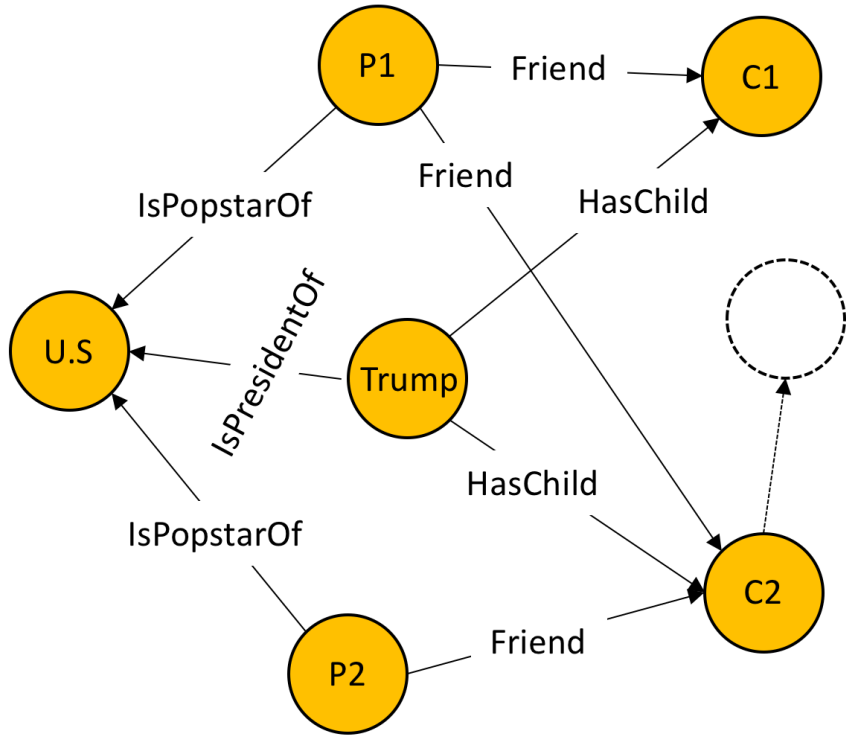 P1
Friend
C1
Friend
HasChild
IsPopstarOf
IsPresidentOf
U.S
Trump
HasChild
IsPopstarOf
C2
Friend
P2